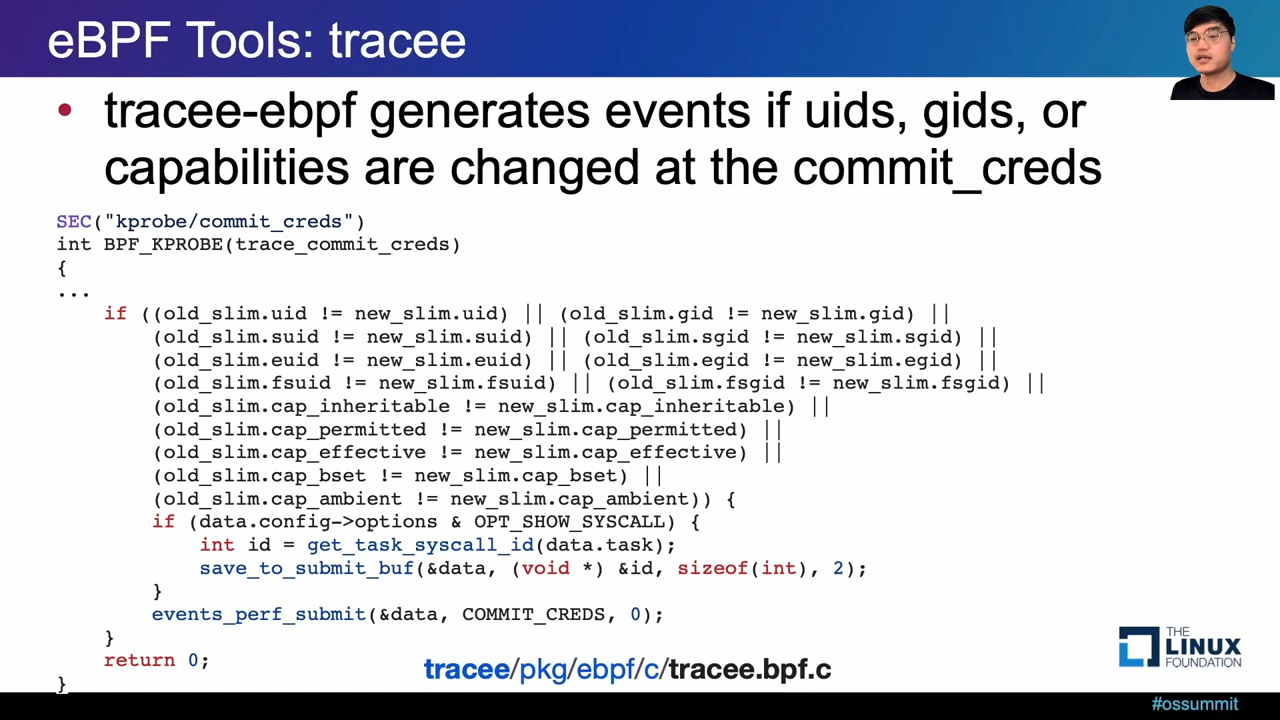 eBPF Tools: tracee
• tracee-ebpf generates events if uids, gids, or
capabilities are changed at the commit_creds
SEC("kprobe/commit_creds")
int BPF_KPROBE(trace_commit_creds)
{
...
    if ((old_slim.uid != new_slim.uid) || (old_slim.gid != new_slim.gid) ||
        (old_slim.suid != new_slim.suid) || (old_slim.sgid != new_slim.sgid) ||
        (old_slim.euid != new_slim.euid) || (old_slim.egid != new_slim.egid) ||
        (old_slim.fsuid != new_slim.fsuid) || (old_slim.fsgid != new_slim.fsgid) ||
        (old_slim.cap_inheritable != new_slim.cap_inheritable) ||
        (old_slim.cap_permitted != new_slim.cap_permitted) ||
        (old_slim.cap_effective != new_slim.cap_effective) ||
        (old_slim.cap_bset != new_slim.cap_bset) ||
        (old_slim.cap_ambient != new_slim.cap_ambient)) {
        if (data.config->options & OPT_SHOW_SYSCALL) {
            int id = get_task_syscall_id(data.task);
            save_to_submit_buf(&data, (void *) &id, sizeof(int), 2);
        }
        events_perf_submit(&data, COMMIT_CREDS, 0);
    }
    return 0;
}
tracee/pkg/ebpf/c/tracee.bpf.c
THE
LINUX
FOUNDATION
#ossummit